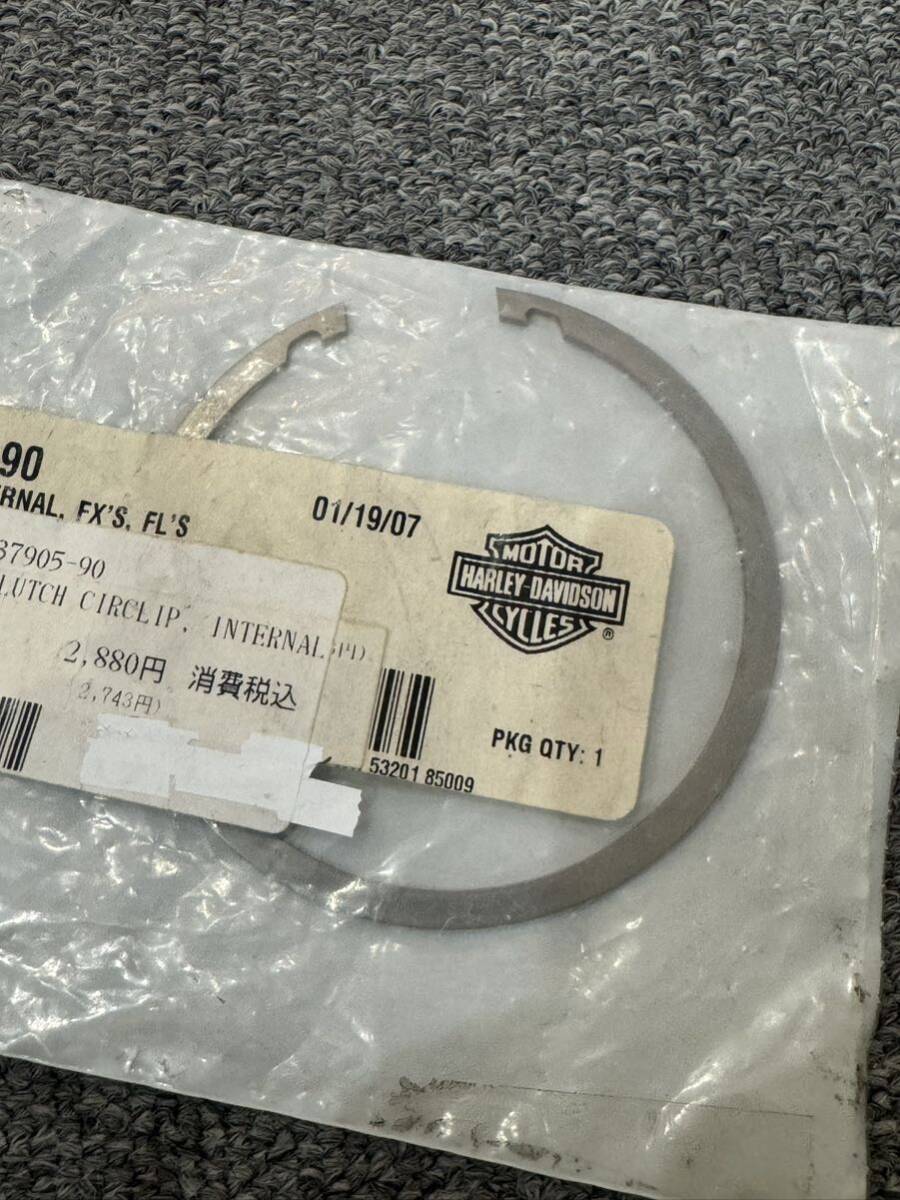 90
ERNAL, FX'S, FL'S
01/19/07
37905-90
LUTCH CIRCLIP, INTERNAL
2,880円 消費税込
(2,743円)
MOTOR
HARLEY-DAVIDSON
CYCLES
®
53201 85009
PKG QTY: 1